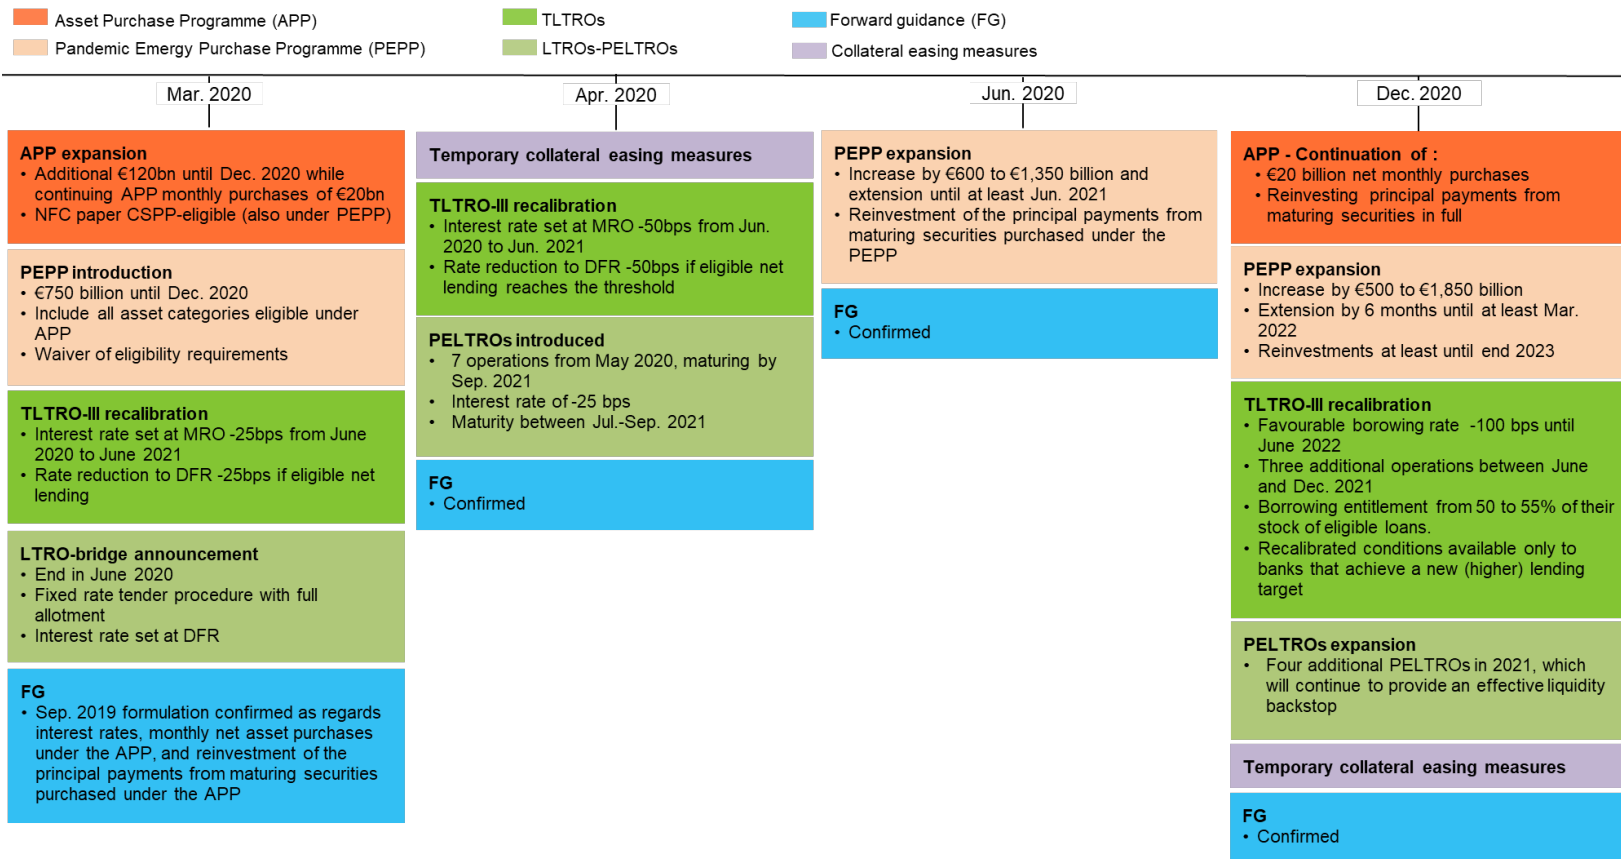 Asset Purchase Programme (APP)
Pandemic Emergency Purchase Programme (PEPP)
TLTROs
LTROs-PELTROs
Forward guidance (FG)
Collateral easing measures
Mar. 2020
APP expansion
• Additional €120bn until Dec. 2020 while
continuing APP monthly purchases of €20bn
• NFC paper CSPP-eligible (also under PEPP)
PEPP introduction
• €750 billion until Dec. 2020
• Include all asset categories eligible under
APP
• Waiver of eligibility requirements
TLTRO-III recalibration
• Interest rate set at MRO -25bps from June
2020 to June 2021
• Rate reduction to DFR -25bps if eligible net
lending
LTRO-bridge announcement
• End in June 2020
• Fixed rate tender procedure with full
allotment
• Interest rate set at DFR
FG
• Sep. 2019 formulation confirmed as regards
interest rates, monthly net asset purchases
under the APP, and reinvestment of the
principal payments from maturing securities
purchased under the APP
Apr. 2020
Temporary collateral easing measures
TLTRO-III recalibration
• Interest rate set at MRO -50bps from Jun.
2020 to Jun. 2021
• Rate reduction to DFR -50bps if eligible net
lending reaches the threshold
PELTROs introduced
• 7 operations from May 2020, maturing by
Sep. 2021
• Interest rate of -25 bps
• Maturity between Jul.-Sep. 2021
FG
• Confirmed
Jun. 2020
PEPP expansion
• Increase by €600 to €1,350 billion and
extension until at least Jun. 2021
• Reinvestment of the principal payments from
maturing securities purchased under the
PEPP
FG
• Confirmed
Dec. 2020
APP - Continuation of :
• €20 billion net monthly purchases
• Reinvesting principal payments from
maturing securities in full
PEPP expansion
• Increase by €500 to €1,850 billion
• Extension by 6 months until at least Mar.
2022
• Reinvestments at least until end 2023
TLTRO-III recalibration
• Favourable borrowing rate -100 bps until
June 2022
• Three additional operations between June
and Dec. 2021
• Borrowing entitlement from 50 to 55% of their
stock of eligible loans.
• Recalibrated conditions available only to
banks that achieve a new (higher) lending
target
PELTROs expansion
• Four additional PELTROs in 2021, which
will continue to provide an effective liquidity
backstop
Temporary collateral easing measures
FG
• Confirmed